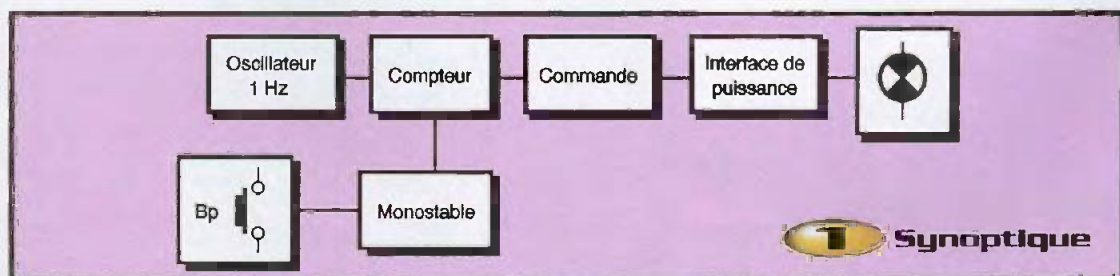 Oscillateur
1 Hz
Compteur
Commande
Interface de
puissance
Bp
Monostable
1 Synoptique